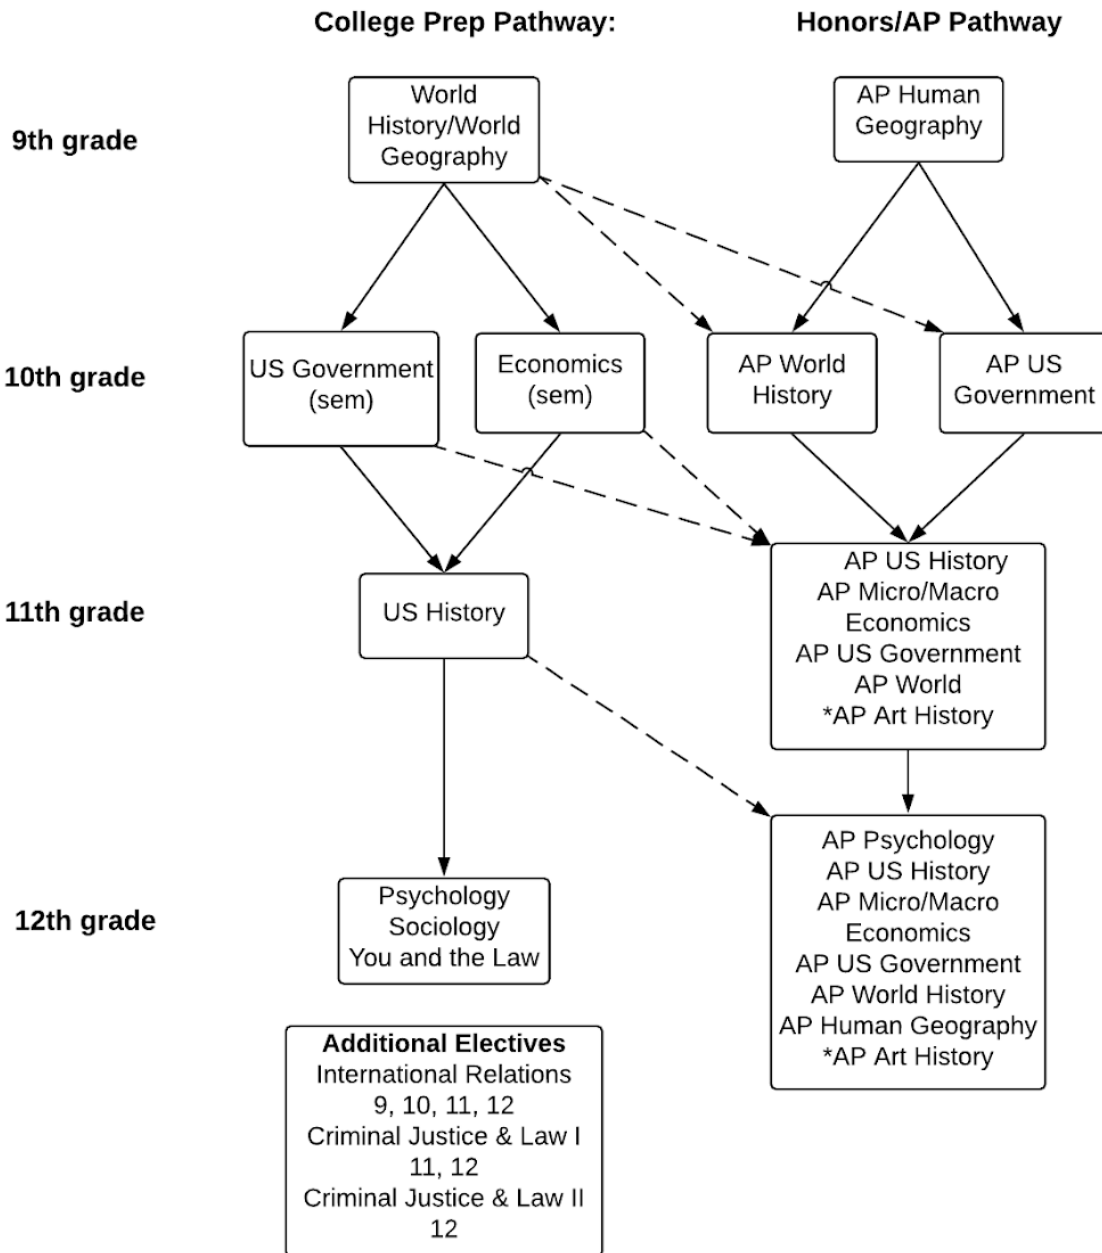 College Prep Pathway:
Honors/AP Pathway
9th grade
World
History/World
Geography
AP Human
Geography
10th grade
US Government
(sem)
Economics
(sem)
AP World
History
AP US
Government
11th grade
US History
AP US History
AP Micro/Macro
Economics
AP US Government
AP World
*AP Art History
12th grade
Psychology
Sociology
You and the Law
AP Psychology
AP US History
AP Micro/Macro
Economics
AP US Government
AP World History
AP Human Geography
*AP Art History
Additional Electives
International Relations
9, 10, 11, 12
Criminal Justice & Law I
11, 12
Criminal Justice & Law II
12